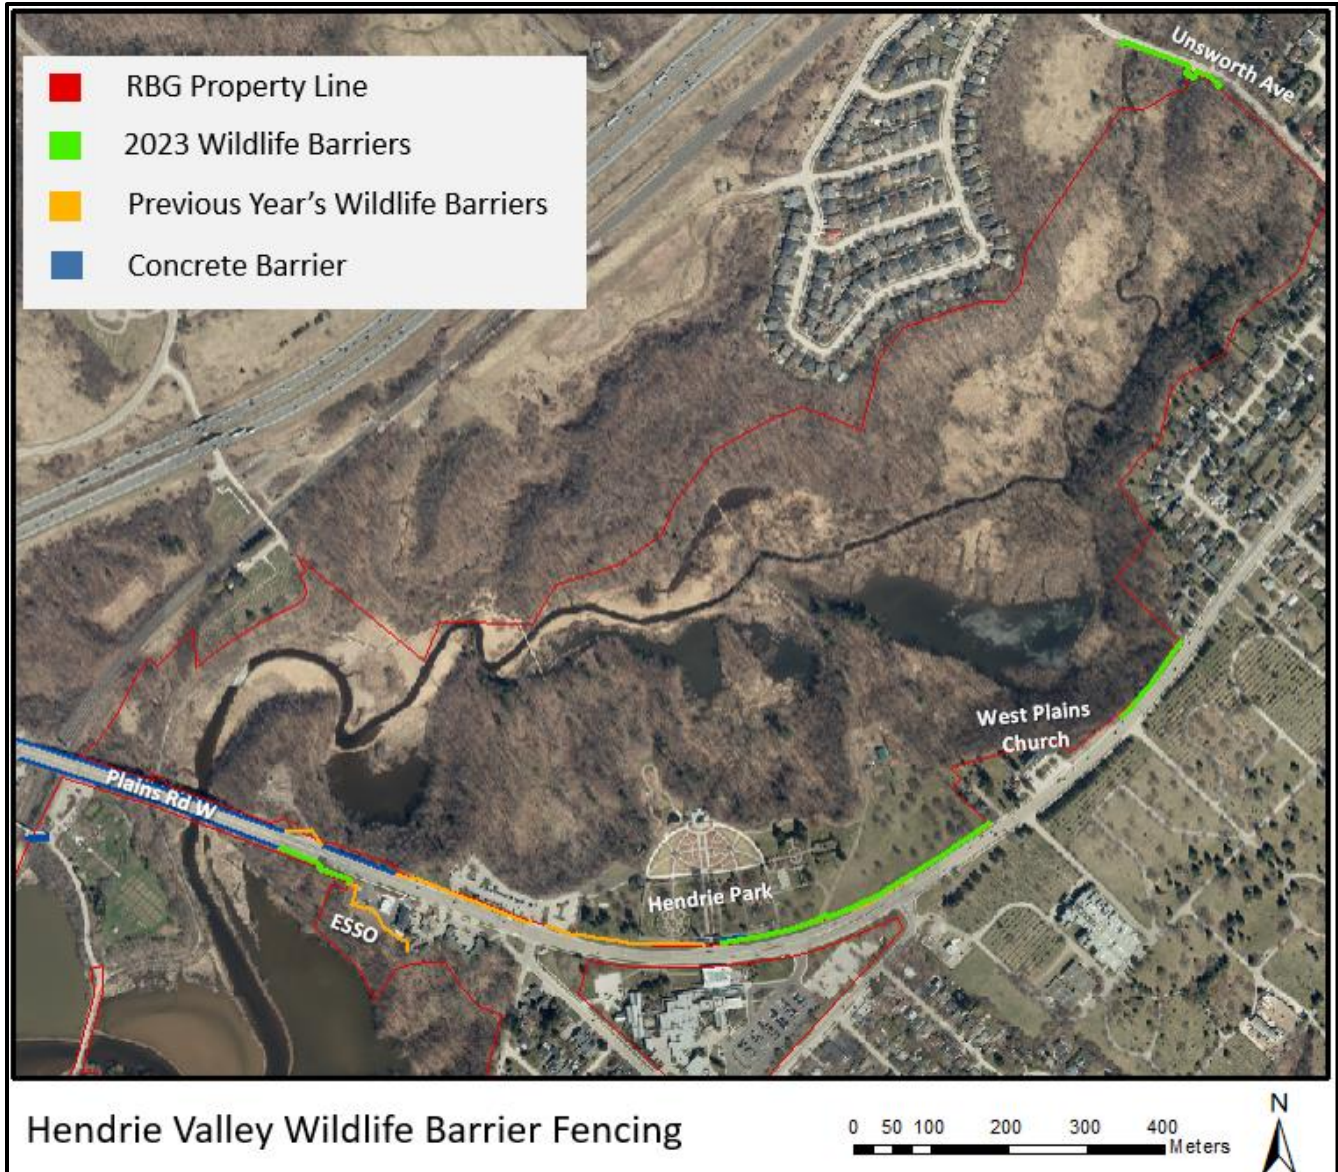 Unsworth Ave
RBG Property Line
2023 Wildlife Barriers
Previous Year's Wildlife Barriers
Concrete Barrier
West Plains
Church
Plains Rd W
Hendrie Park
ESSO
Hendrie Valley Wildlife Barrier Fencing
0 50 100 200 300 400
Meters
N